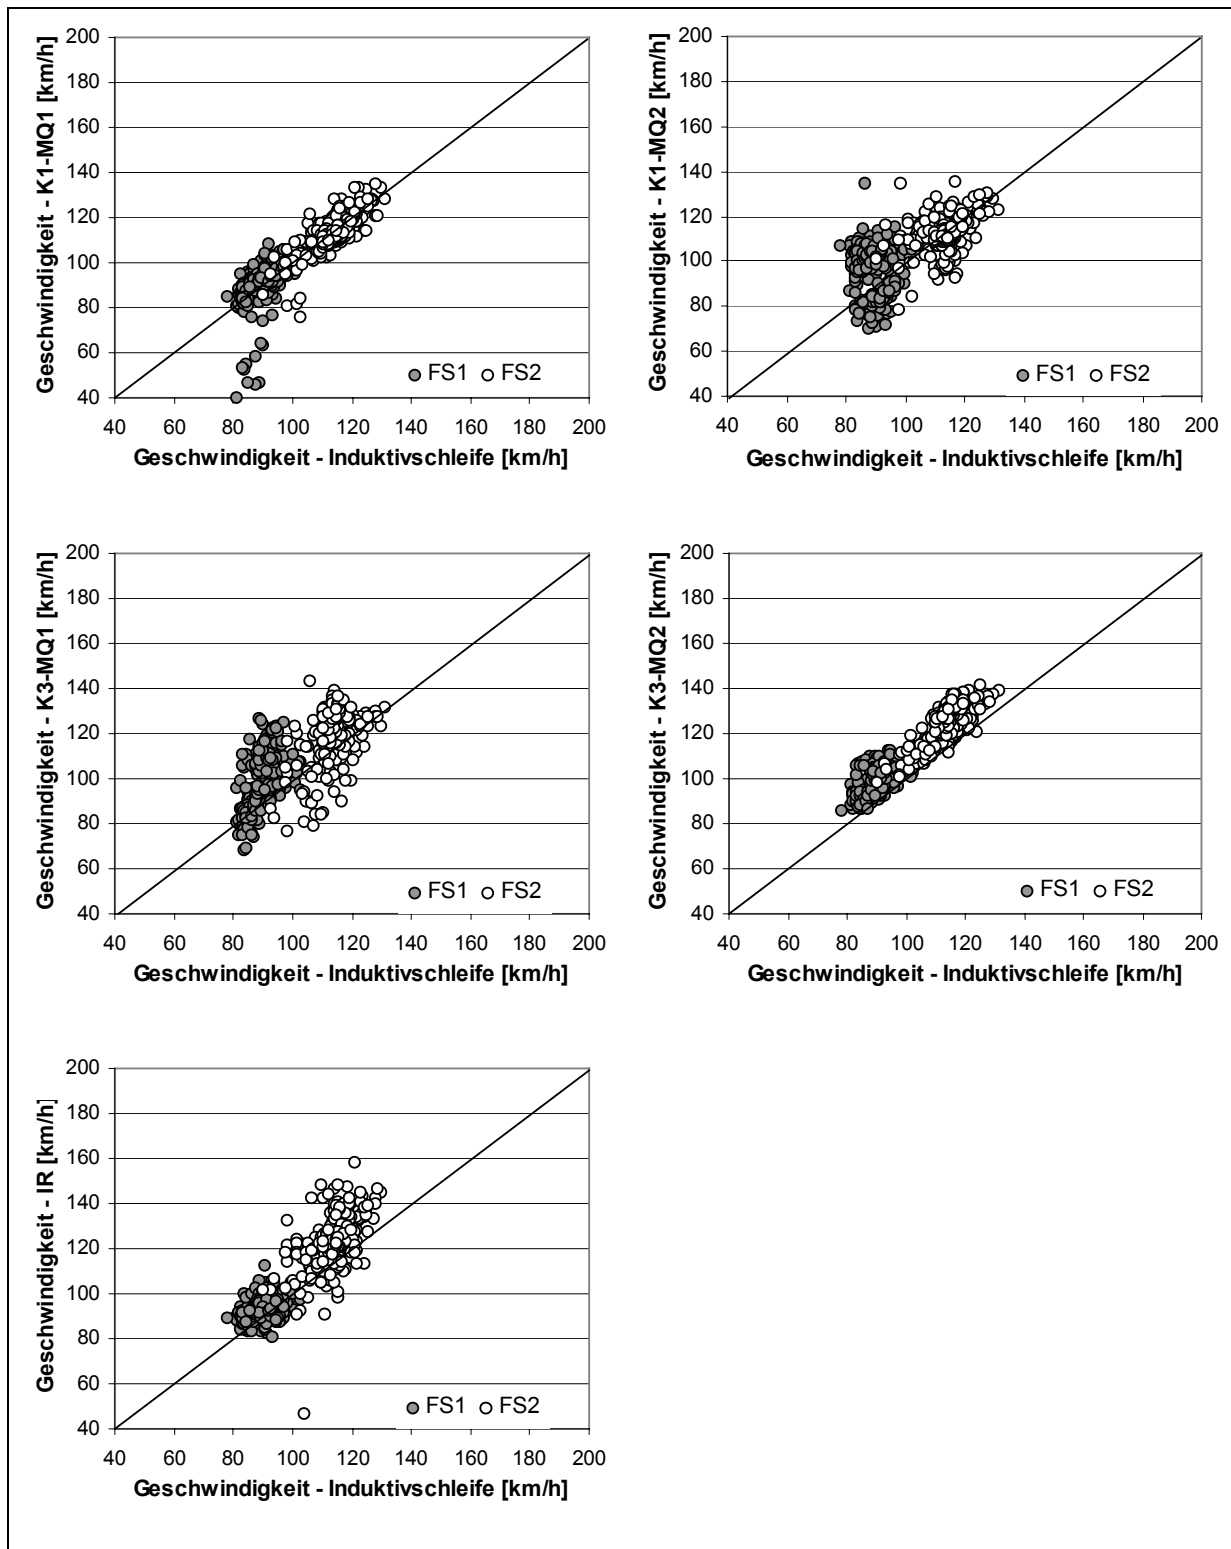 Geschwindigkeit - K1-MQ1 [km/h]
200
180
160
140
120
100
80
60
40
FS1 FS2
40 60 80 100 120 140 160 180 200
Geschwindigkeit - Induktivschleife [km/h]
Geschwindigkeit - K1-MQ2 [km/h]
200
180
160
140
120
100
80
60
40
FS1 FS2
40 60 80 100 120 140 160 180 200
Geschwindigkeit - Induktivschleife [km/h]
Geschwindigkeit - K3-MQ1 [km/h]
200
180
160
140
120
100
80
60
40
FS1 FS2
40 60 80 100 120 140 160 180 200
Geschwindigkeit - Induktivschleife [km/h]
Geschwindigkeit - K3-MQ2 [km/h]
200
180
160
140
120
100
80
60
40
FS1 FS2
40 60 80 100 120 140 160 180 200
Geschwindigkeit - Induktivschleife [km/h]
Geschwindigkeit - IR [km/h]
200
180
160
140
120
100
80
60
40
FS1 FS2
40 60 80 100 120 140 160 180 200
Geschwindigkeit - Induktivschleife [km/h]